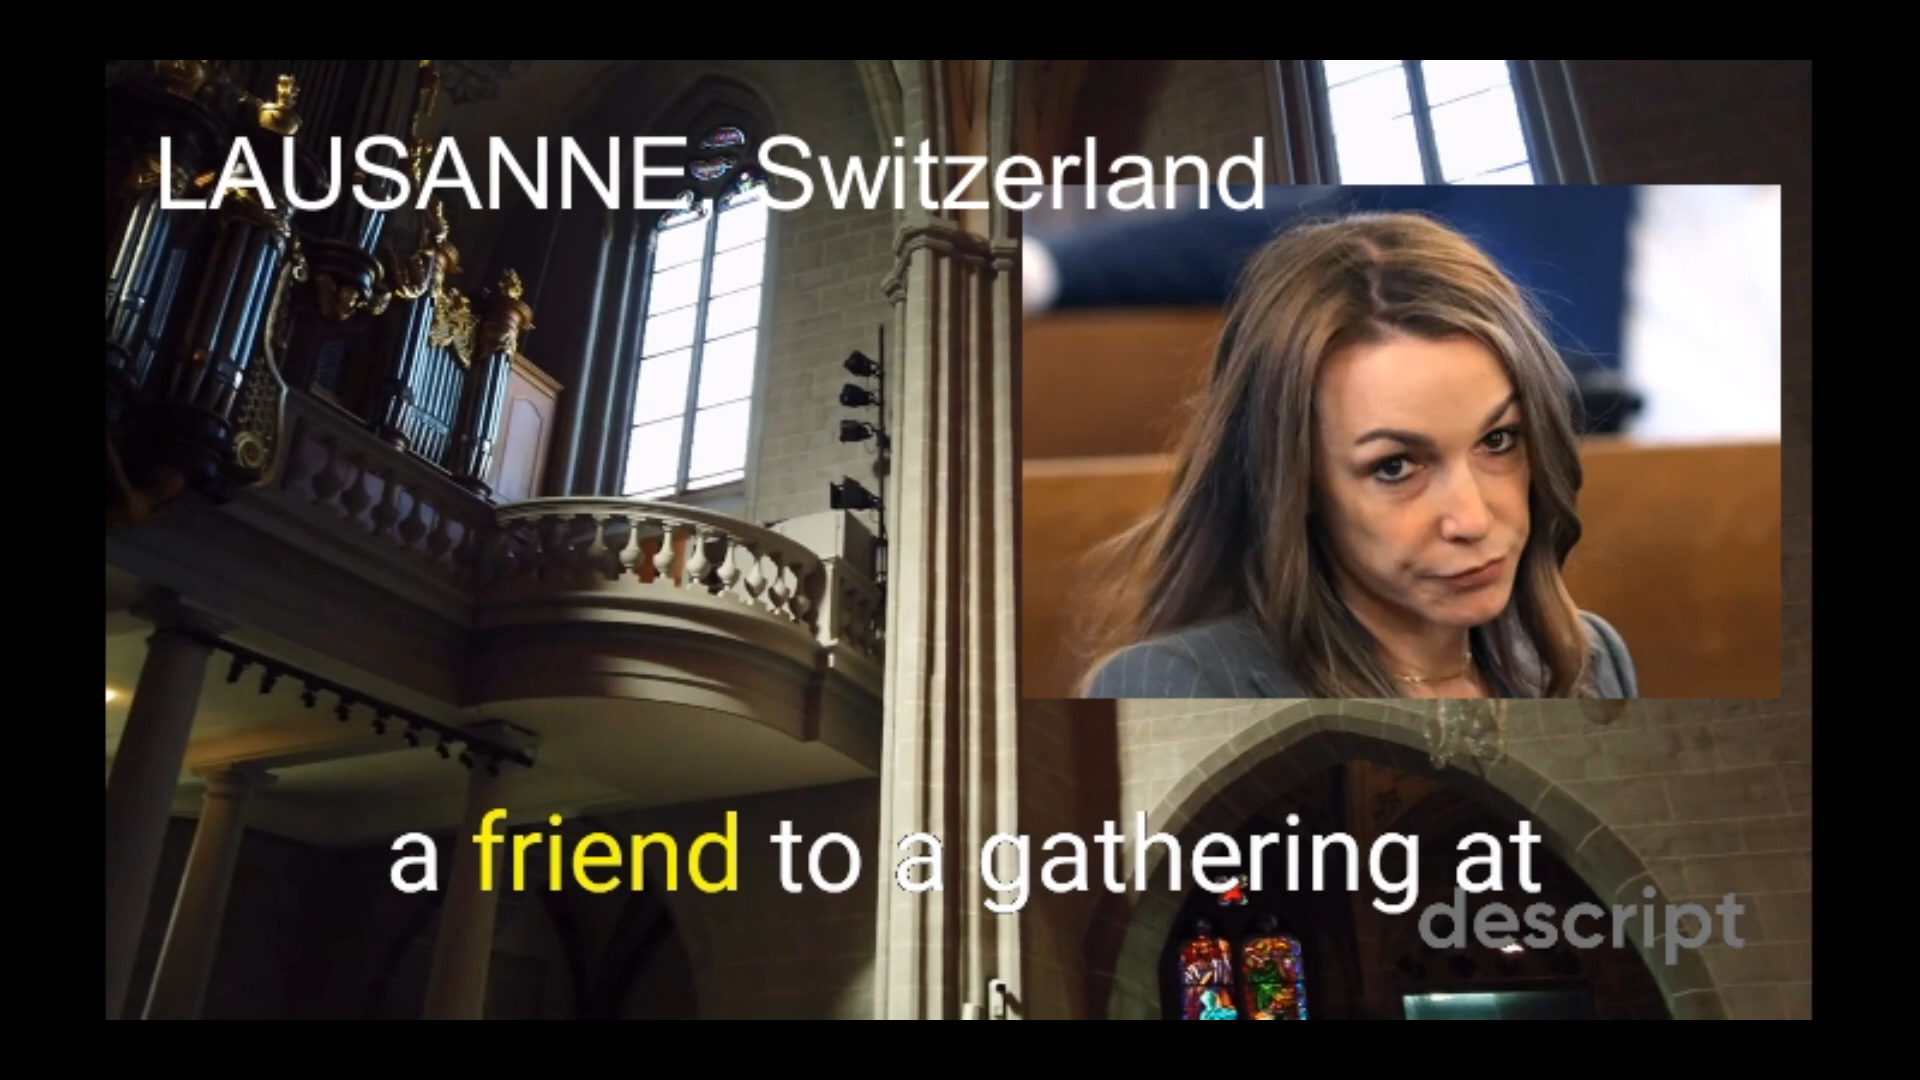 LAUSANNE, Switzerland
a friend to a gathering at
descript